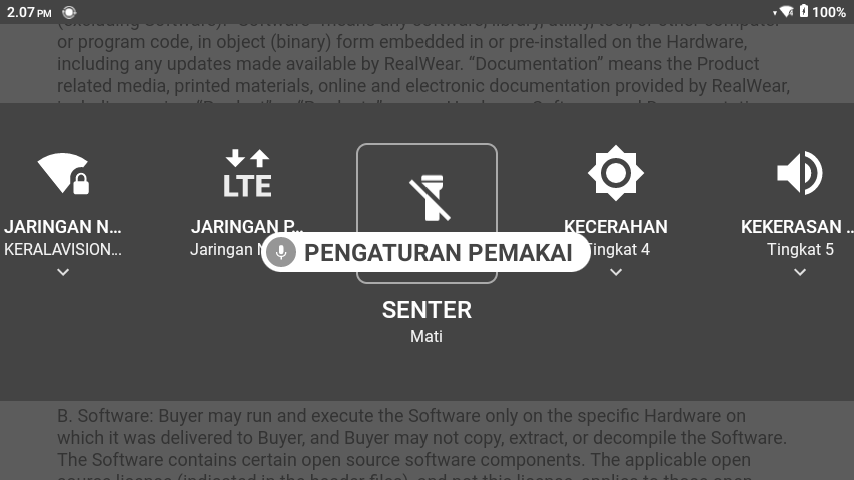 2.07 PM
100%
or program code, in object (binary) form embedded in or pre-installed on the Hardware,
including any updates made available by RealWear. “Documentation” means the Product
related media, printed materials, online and electronic documentation provided by RealWear,
LTE
JARINGAN N...
KERALAVISION...
JARINGAN P...
Jaringan
KECERAHAN
Tingkat 4
KEKERASAN ..
Tingkat 5
PENGATURAN PEMAKAI
SENTER
Mati
B. Software: Buyer may run and execute the Software only on the specific Hardware on
which it was delivered to Buyer, and Buyer may not copy, extract, or decompile the Software.
The Software contains certain open source software components. The applicable open